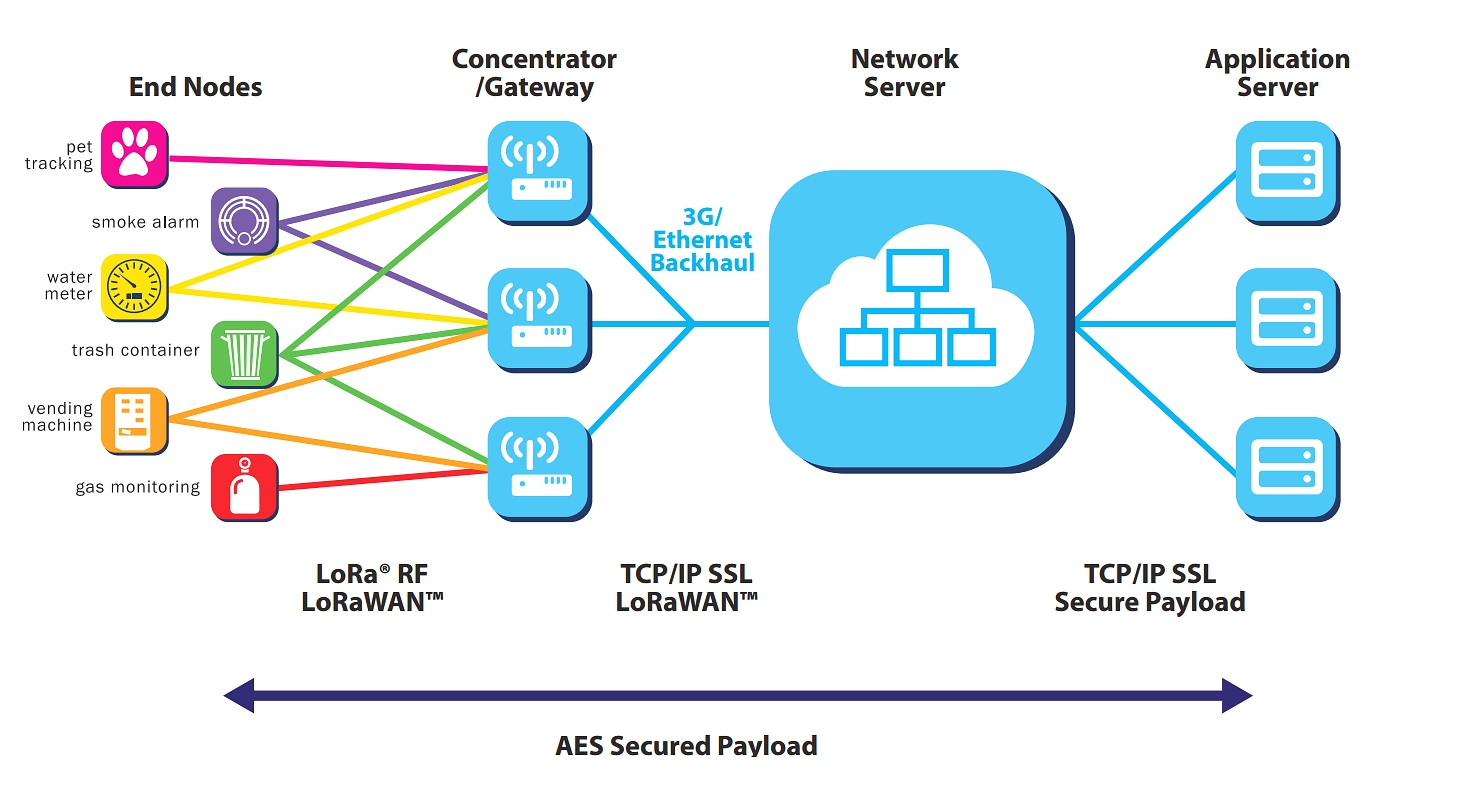 End Nodes
Concentrator
/Gateway
Network
Server
Application
Server
pet
tracking
smoke alarm
water
meter
trash container
vending
machine
gas monitoring
3G/
Ethernet
Backhaul
LoRa® RF
LoRaWAN™
TCP/IP SSL
LoRaWAN™
TCP/IP SSL
Secure Payload
AES Secured Payload